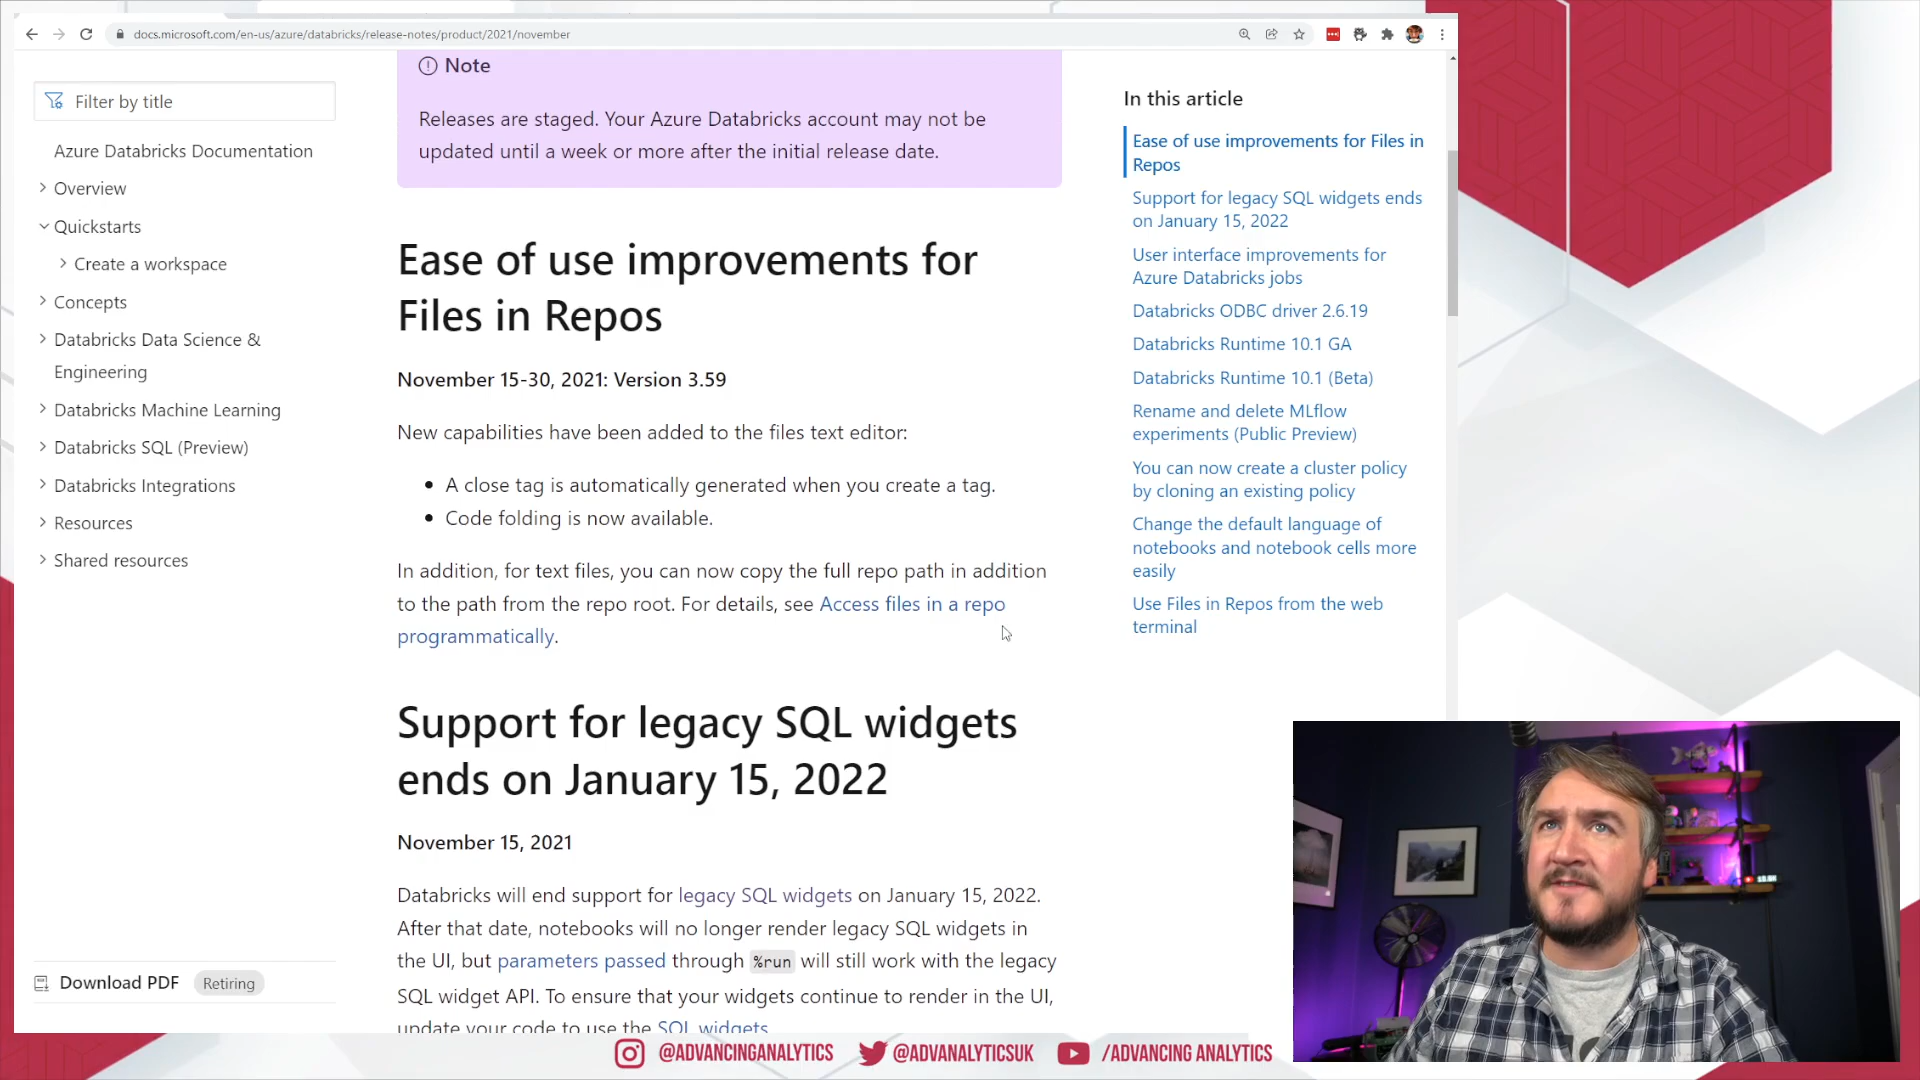 docs.microsoft.com/en-us/azure/databricks/release-notes/product/2021/november
Filter by title
Azure Databricks Documentation
Overview
Quickstarts
Create a workspace
Concepts
Databricks Data Science &
Engineering
Databricks Machine Learning
Databricks SQL (Preview)
Databricks Integrations
Resources
Shared resources
Download PDF
Retiring
Note
Releases are staged. Your Azure Databricks account may not be
updated until a week or more after the initial release date.
Ease of use improvements for
Files in Repos
November 15-30, 2021: Version 3.59
New capabilities have been added to the files text editor:
• A close tag is automatically generated when you create a tag.
• Code folding is now available.
In addition, for text files, you can now copy the full repo path in addition
to the path from the repo root. For details, see Access files in a repo
programmatically.
Support for legacy SQL widgets
ends on January 15, 2022
November 15, 2021
Databricks will end support for legacy SQL widgets on January 15, 2022.
After that date, notebooks will no longer render legacy SQL widgets in
the UI, but parameters passed through %run will still work with the legacy
SQL widget API. To ensure that your widgets continue to render in the UI,
update your code to use the SQL widgets.
In this article
Ease of use improvements for Files in
Repos
Support for legacy SQL widgets ends
on January 15, 2022
User interface improvements for
Azure Databricks jobs
Databricks ODBC driver 2.6.19
Databricks Runtime 10.1 GA
Databricks Runtime 10.1 (Beta)
Rename and delete MLflow
experiments (Public Preview)
You can now create a cluster policy
by cloning an existing policy
Change the default language of
notebooks and notebook cells more
easily
Use Files in Repos from the web
terminal
@ADVANCINGANALYTICS
@ADVANALYTICSUK
/ADVANCING ANALYTICS